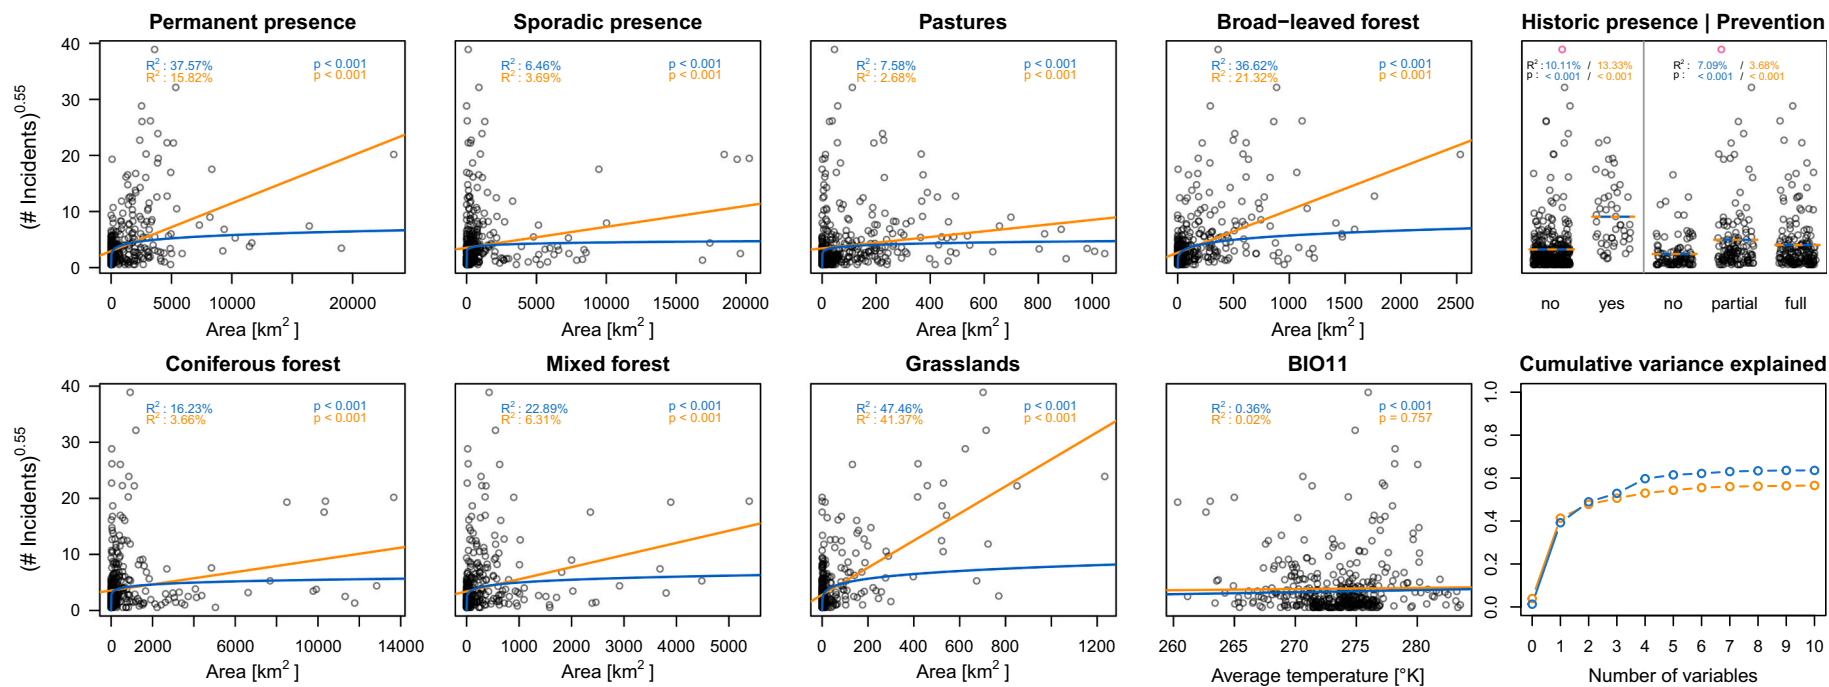 Permanent presence
Sporadic presence
Pastures
Broad−leaved forest
Historic presence | Prevention
(# Incidents)^0.55
40
30
20
10
0
R² : 37.57% p < 0.001
R² : 15.82% p < 0.001
R² : 6.46% p < 0.001
R² : 3.69% p < 0.001
R² : 7.58% p < 0.001
R² : 2.68% p < 0.001
R² : 36.62% p < 0.001
R² : 21.32% p < 0.001
R² : 10.11% / 13.33% R² : 7.09% / 3.68%
p : < 0.001 / < 0.001 p : < 0.001 / < 0.001
0 5000 10000 20000
0 5000 10000 15000 20000
0 200 400 600 800 1000
0 500 1000 1500 2000 2500
no yes no partial full
Area [km² ]
Area [km² ]
Area [km² ]
Area [km² ]
Coniferous forest
Mixed forest
Grasslands
BIO11
Cumulative variance explained
(# Incidents)^0.55
40
30
20
10
0
R² : 16.23% p < 0.001
R² : 3.66% p < 0.001
R² : 22.89% p < 0.001
R² : 6.31% p < 0.001
R² : 47.46% p < 0.001
R² : 41.37% p < 0.001
R² : 0.36% p < 0.001
R² : 0.02% p = 0.757
1.0
0.8
0.6
0.4
0.2
0.0
0 2000 6000 10000 14000
0 1000 2000 3000 4000 5000
0 200 400 600 800 1200
260 265 270 275 280
0 1 2 3 4 5 6 7 8 9 10
Area [km² ]
Area [km² ]
Area [km² ]
Average temperature [°K]
Number of variables